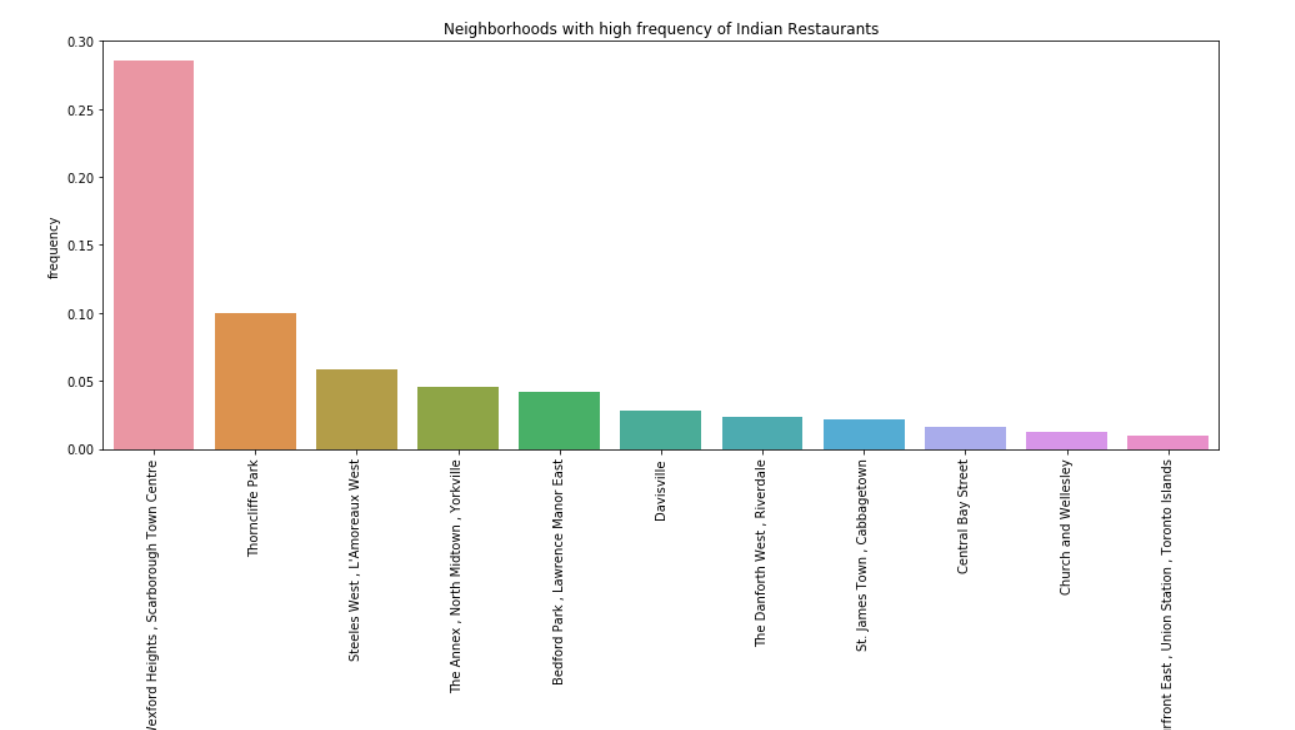 Neighborhoods with high frequency of Indian Restaurants
frequency
0.30
0.25
0.20
0.15
0.10
0.05
0.00
Heights , Scarborough Town Centre
Thorncliffe Park
Steeles West , L'Amoreaux West
The Annex , North Midtown , Yorkville
Bedford Park , Lawrence Manor East
Davisville
The Danforth West , Riverdale
St. James Town , Cabbagetown
Central Bay Street
Church and Wellesley
rfront East , Union Station , Toronto Islands